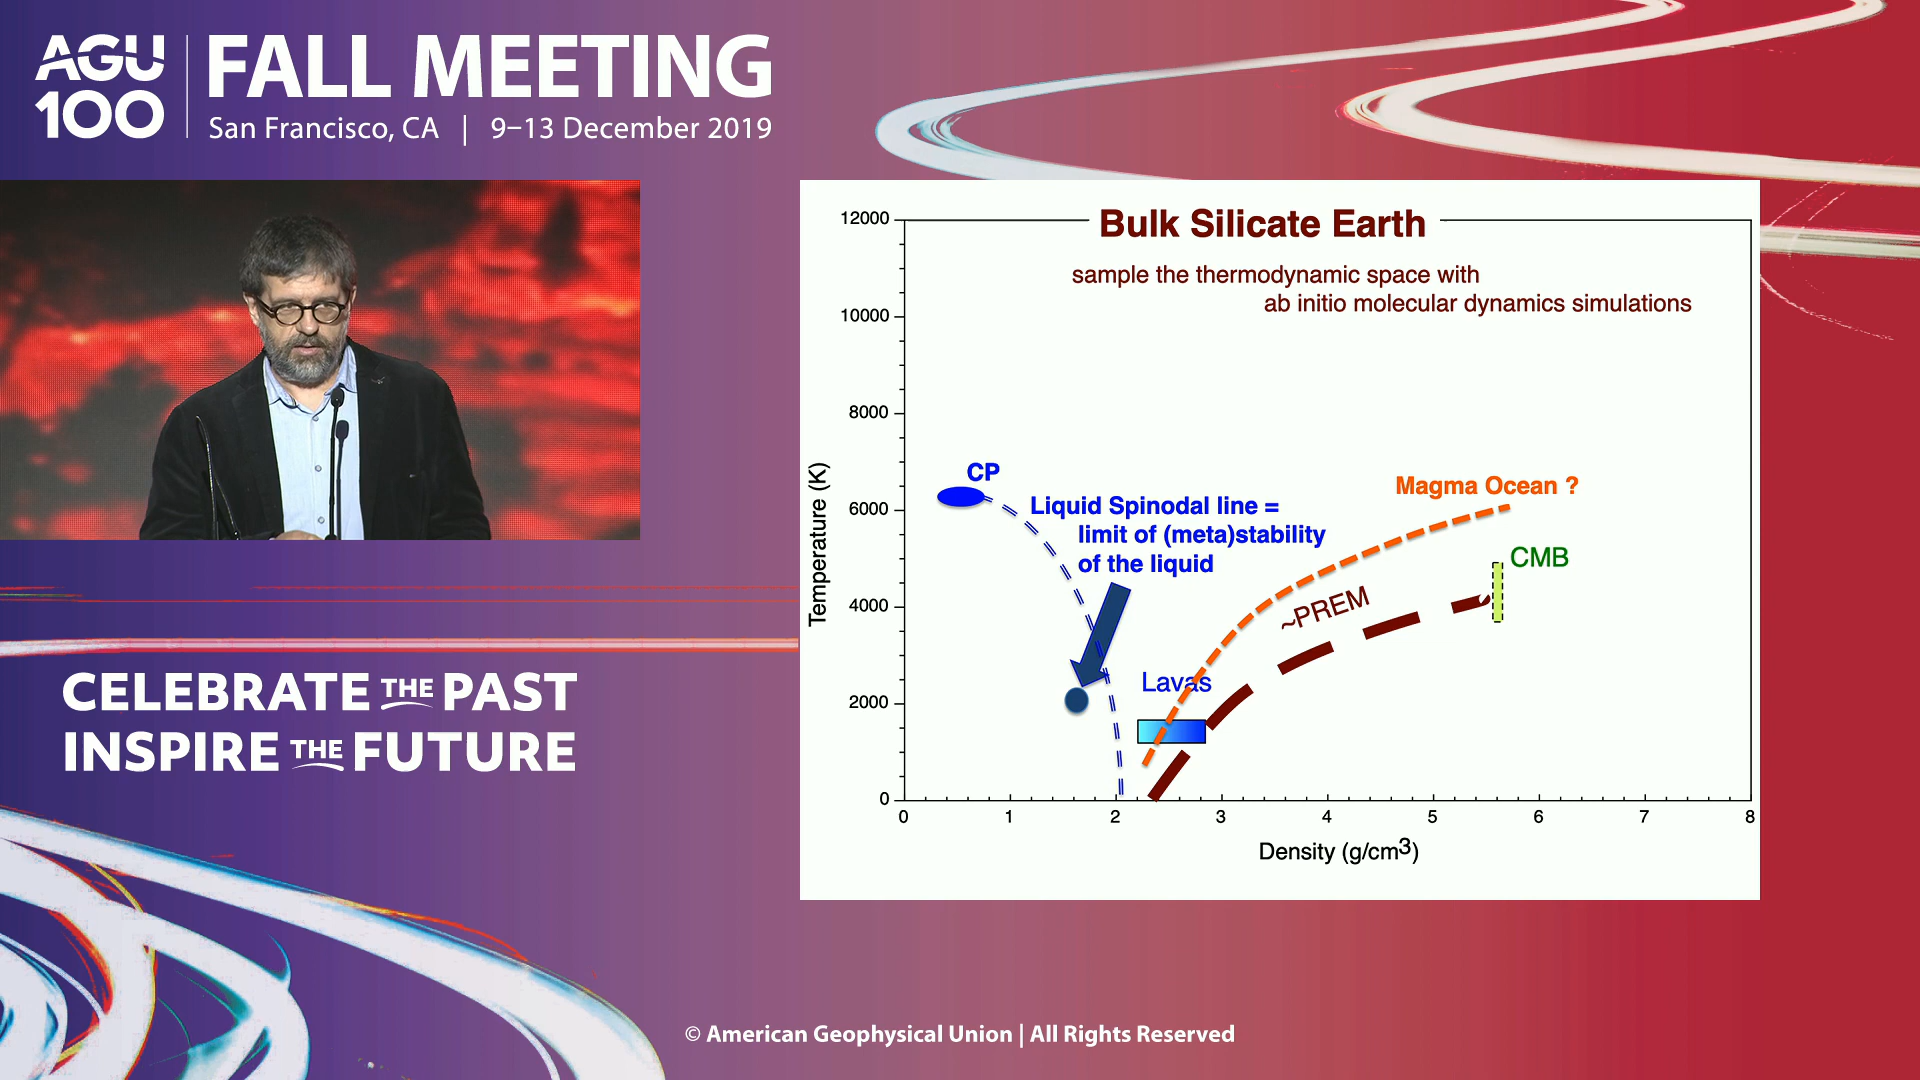 AGU
100
FALL MEETING
San Francisco, CA | 9–13 December 2019
CELEBRATE THE PAST
INSPIRE THE FUTURE
Bulk Silicate Earth
sample the thermodynamic space with
ab initio molecular dynamics simulations
12000
10000
8000
6000
4000
2000
0
Temperature (K)
CP
Liquid Spinodal line =
limit of (meta)stability
of the liquid
Magma Ocean ?
CMB
~PREM
Lavas
0 1 2 3 4 5 6 7 8
Density (g/cm3)
© American Geophysical Union | All Rights Reserved